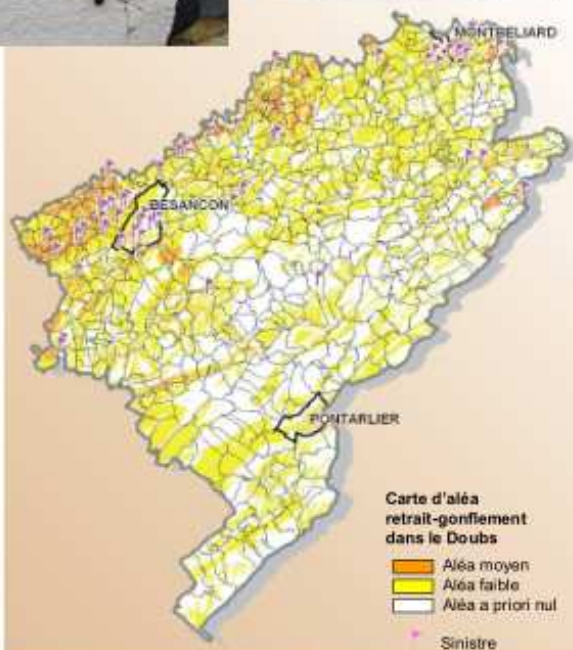 MONTBELIARD
BESANCON
PONTARLIER
Carte d'aléa
retrait-gonflement
dans le Doubs
Aléa moyen
Aléa faible
Aléa a priori nul
Sinistre